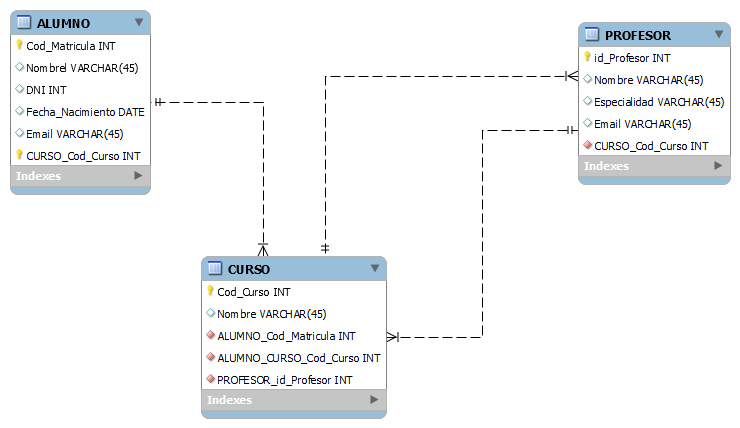 ALUMNO
Cod_Matricula INT
Nombrel VARCHAR(45)
DNI INT
Fecha_Nacimiento DATE
Email VARCHAR(45)
CURSO_Cod_Curso INT
Indexes
PROFESOR
id_Profesor INT
Nombre VARCHAR(45)
Especialidad VARCHAR(45)
Email VARCHAR(45)
CURSO_Cod_Curso INT
Indexes
CURSO
Cod_Curso INT
Nombre VARCHAR(45)
ALUMNO_Cod_Matricula INT
ALUMNO_CURSO_Cod_Curso INT
PROFESOR_id_Profesor INT
Indexes